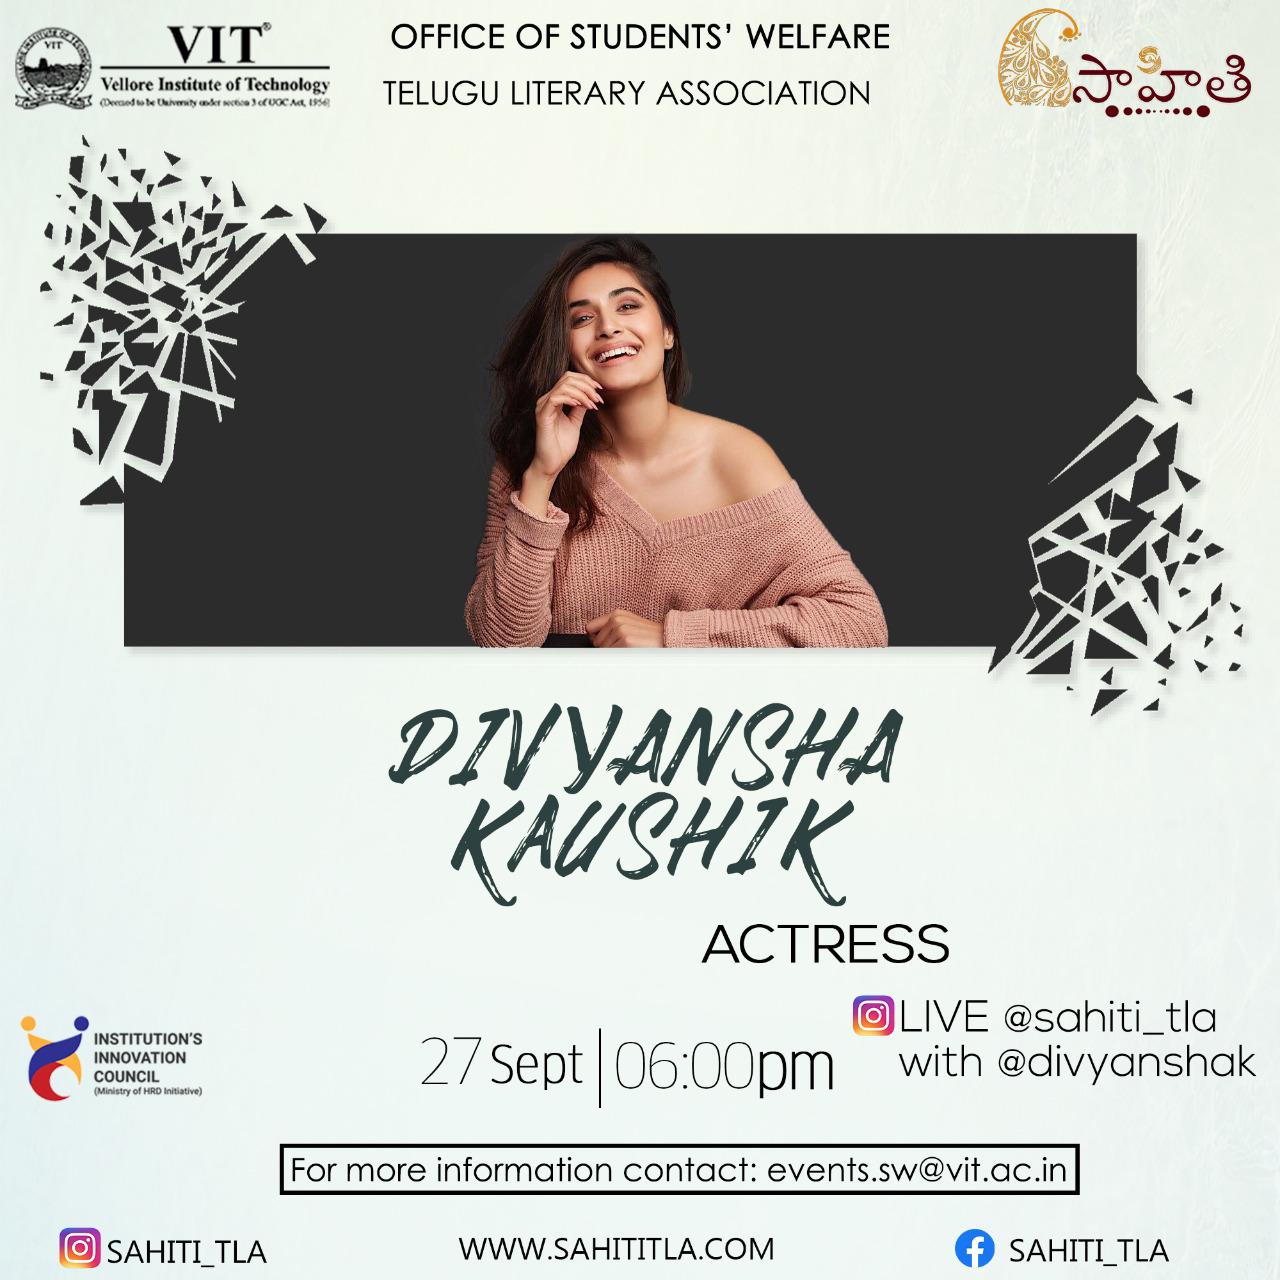 VIT®
Vellore Institute of Technology
(Deemed to be University under section 3 of UGC Act, 1956)
OFFICE OF STUDENTS' WELFARE
TELUGU LITERARY ASSOCIATION
సాహితి
DIVYANSHA
KAUSHIK
ACTRESS
LIVE @sahiti_tla
with @divyanshak
INSTITUTION'S
INNOVATION
COUNCIL
(Ministry of HRD Initiative)
27 Sept | 06:00pm
For more information contact: events.sw@vit.ac.in
SAHITI_TLA
WWW.SAHITITLA.COM
SAHITI_TLA